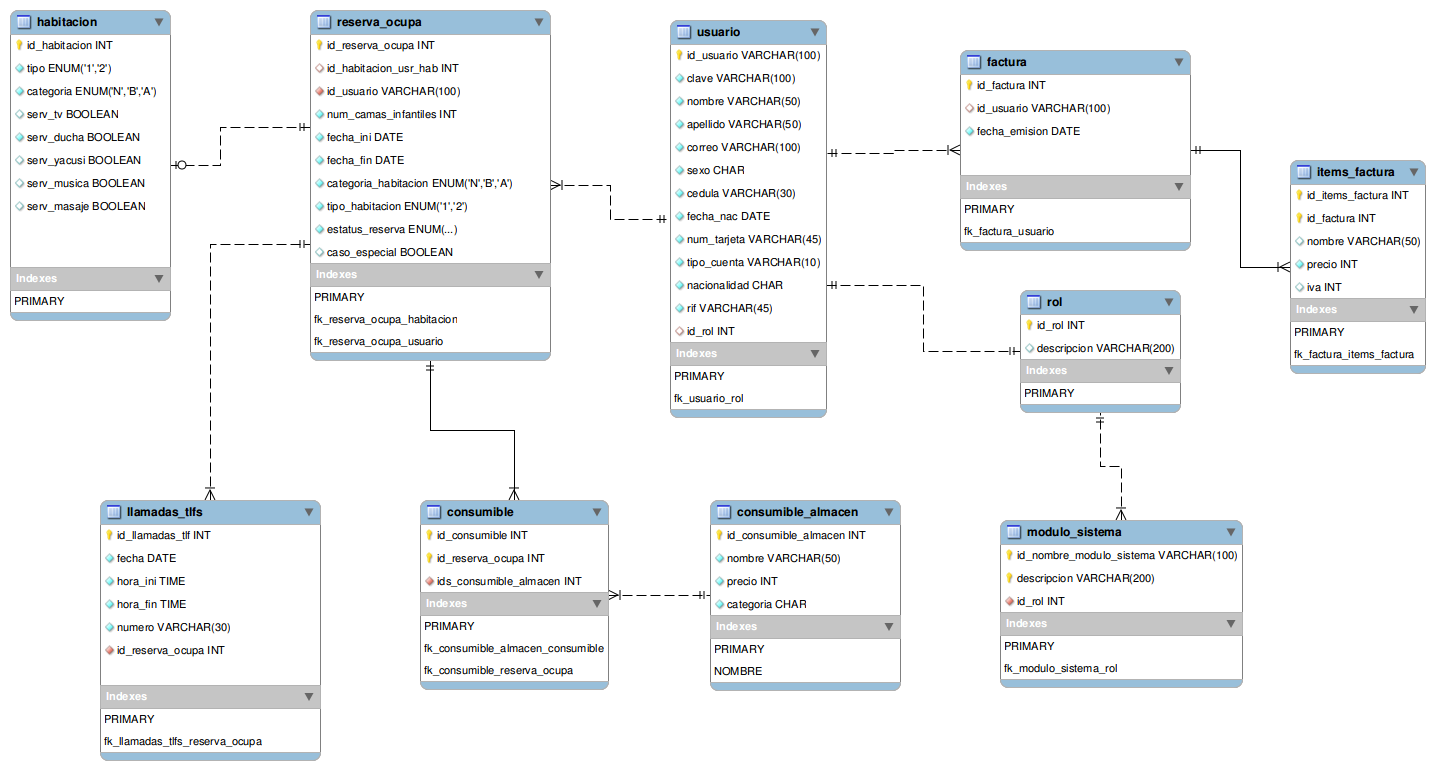 habitacion
id_habitacion INT
tipo ENUM('1','2')
categoria ENUM('N','B','A')
serv_tv BOOLEAN
serv_ducha BOOLEAN
serv_yacusi BOOLEAN
serv_musica BOOLEAN
serv_masaje BOOLEAN
Indexes
PRIMARY
reserva_ocupa
id_reserva_ocupa INT
id_habitacion_usr_hab INT
id_usuario VARCHAR(100)
num_camas_infantiles INT
fecha_ini DATE
fecha_fin DATE
categoria_habitacion ENUM('N','B','A')
tipo_habitacion ENUM('1','2')
estatus_reserva ENUM(...)
caso_especial BOOLEAN
Indexes
PRIMARY
fk_reserva_ocupa_habitacion
fk_reserva_ocupa_usuario
usuario
id_usuario VARCHAR(100)
clave VARCHAR(100)
nombre VARCHAR(50)
apellido VARCHAR(50)
correo VARCHAR(100)
sexo CHAR
cedula VARCHAR(30)
fecha_nac DATE
num_tarjeta VARCHAR(45)
tipo_cuenta VARCHAR(10)
nacionalidad CHAR
rif VARCHAR(45)
id_rol INT
Indexes
PRIMARY
fk_usuario_rol
factura
id_factura INT
id_usuario VARCHAR(100)
fecha_emision DATE
Indexes
PRIMARY
fk_factura_usuario
items_factura
id_items_factura INT
id_factura INT
nombre VARCHAR(50)
precio INT
iva INT
Indexes
PRIMARY
fk_factura_items_factura
rol
id_rol INT
descripcion VARCHAR(200)
Indexes
PRIMARY
llamadas_tlfs
id_llamadas_tlf INT
fecha DATE
hora_ini TIME
hora_fin TIME
numero VARCHAR(30)
id_reserva_ocupa INT
Indexes
PRIMARY
fk_llamadas_tlfs_reserva_ocupa
consumible
id_consumible INT
id_reserva_ocupa INT
ids_consumible_almacen INT
Indexes
PRIMARY
fk_consumible_almacen_consumible
fk_consumible_reserva_ocupa
consumible_almacen
id_consumible_almacen INT
nombre VARCHAR(50)
precio INT
categoria CHAR
Indexes
PRIMARY
NOMBRE
modulo_sistema
id_nombre_modulo_sistema VARCHAR(100)
descripcion VARCHAR(200)
id_rol INT
Indexes
PRIMARY
fk_modulo_sistema_rol